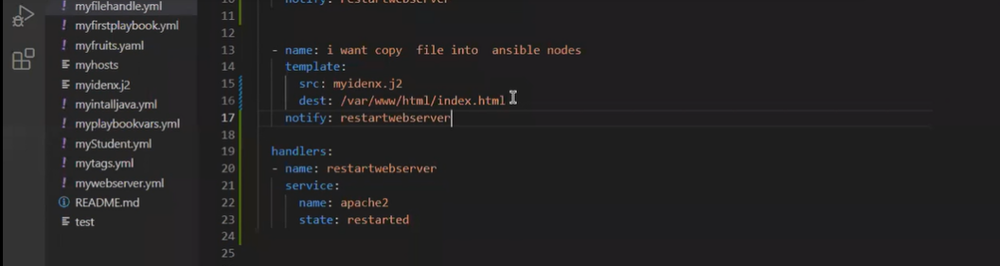 myfilehandle.yml
myfirstplaybook.yml
myfruits.yaml
myhosts
myidenx.j2
myintalljava.yml
myplaybookvars.yml
myStudent.yml
mytags.yml
mywebserver.yml
README.md
test
10 notify: restartwebserver
11
12
13 - name: i want copy  file into  ansible nodes
14 template:
15 src: myidenx.j2
16 dest: /var/www/html/index.html
17 notify: restartwebserver
18
19 handlers:
20 - name: restartwebserver
21 service:
22 name: apache2
23 state: restarted
24
25